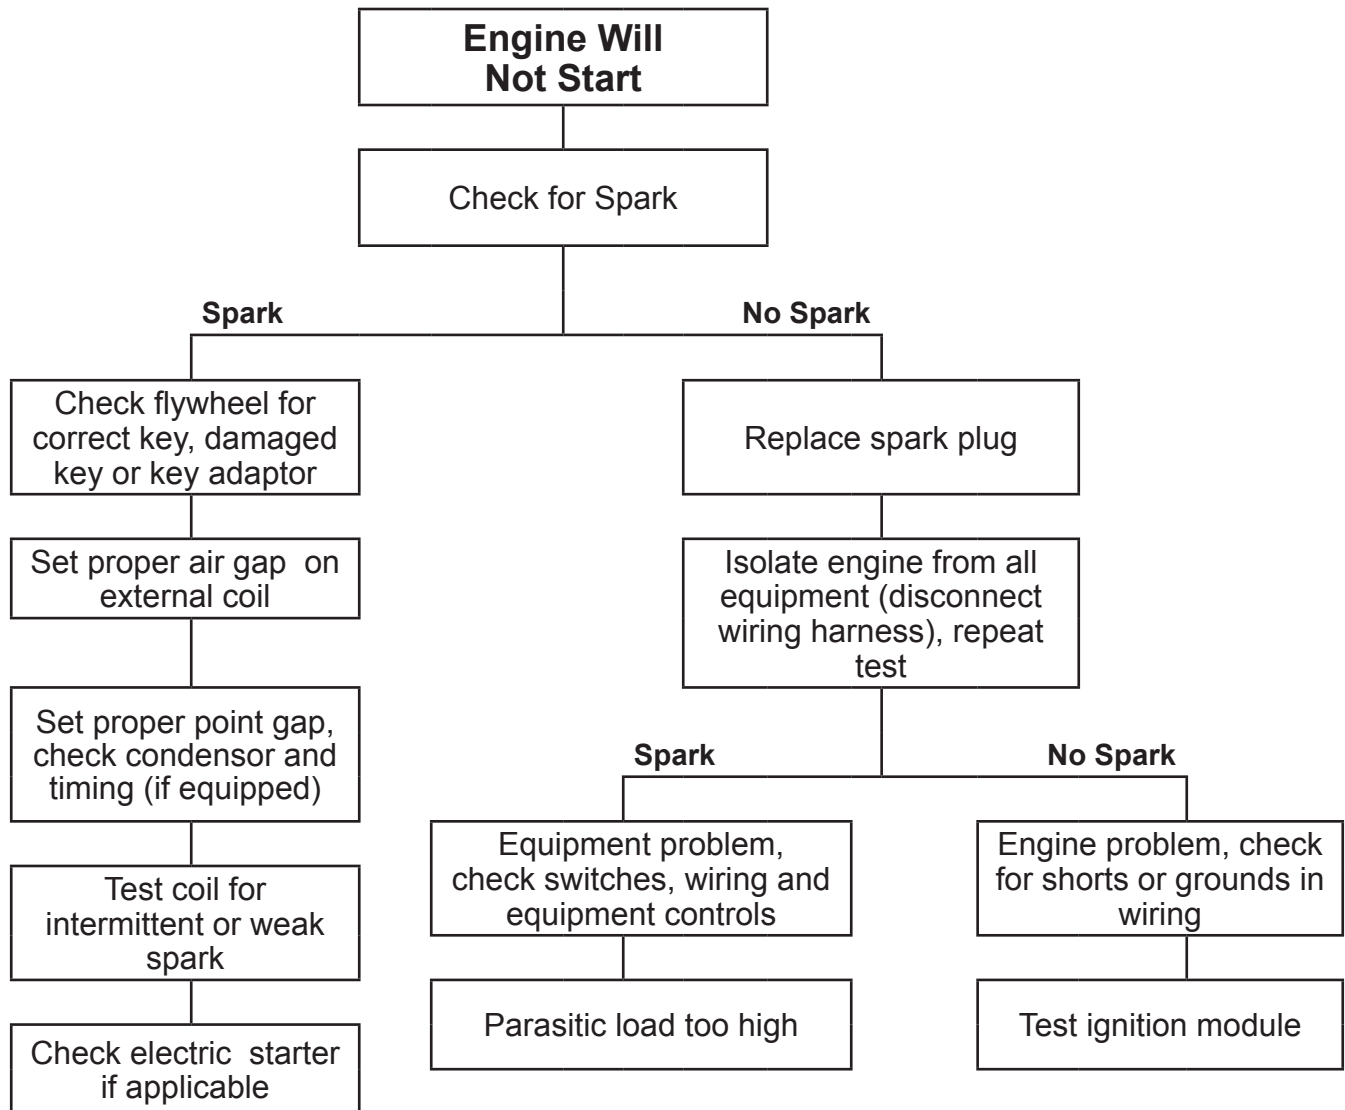 Engine Will
Not Start
Check for Spark
Spark
No Spark
Check flywheel for
correct key, damaged
key or key adaptor
Set proper air gap  on
external coil
Set proper point gap,
check condensor and
timing (if equipped)
Test coil for
intermittent or weak
spark
Check electric  starter
if applicable
Replace spark plug
Isolate engine from all
equipment (disconnect
wiring harness), repeat
test
Spark
No Spark
Equipment problem,
check switches, wiring and
equipment controls
Parasitic load too high
Engine problem, check
for shorts or grounds in
wiring
Test ignition module